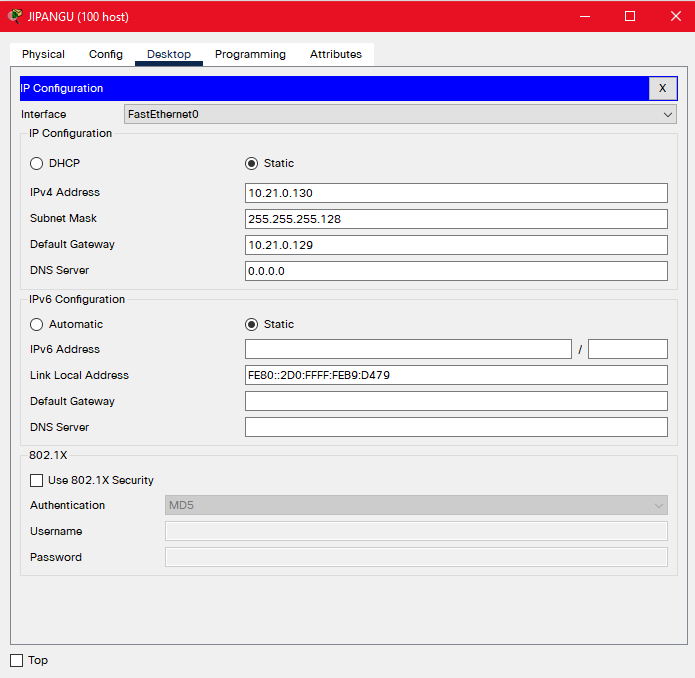 JIPANGU (100 host)
Physical Config Desktop Programming Attributes
IP Configuration X
Interface FastEthernet0
IP Configuration
DHCP Static
IPv4 Address 10.21.0.130
Subnet Mask 255.255.255.128
Default Gateway 10.21.0.129
DNS Server 0.0.0.0
IPv6 Configuration
Automatic Static
IPv6 Address /
Link Local Address FE80::2D0:FFFF:FEB9:D479
Default Gateway
DNS Server
802.1X
Use 802.1X Security
Authentication MD5
Username
Password
Top